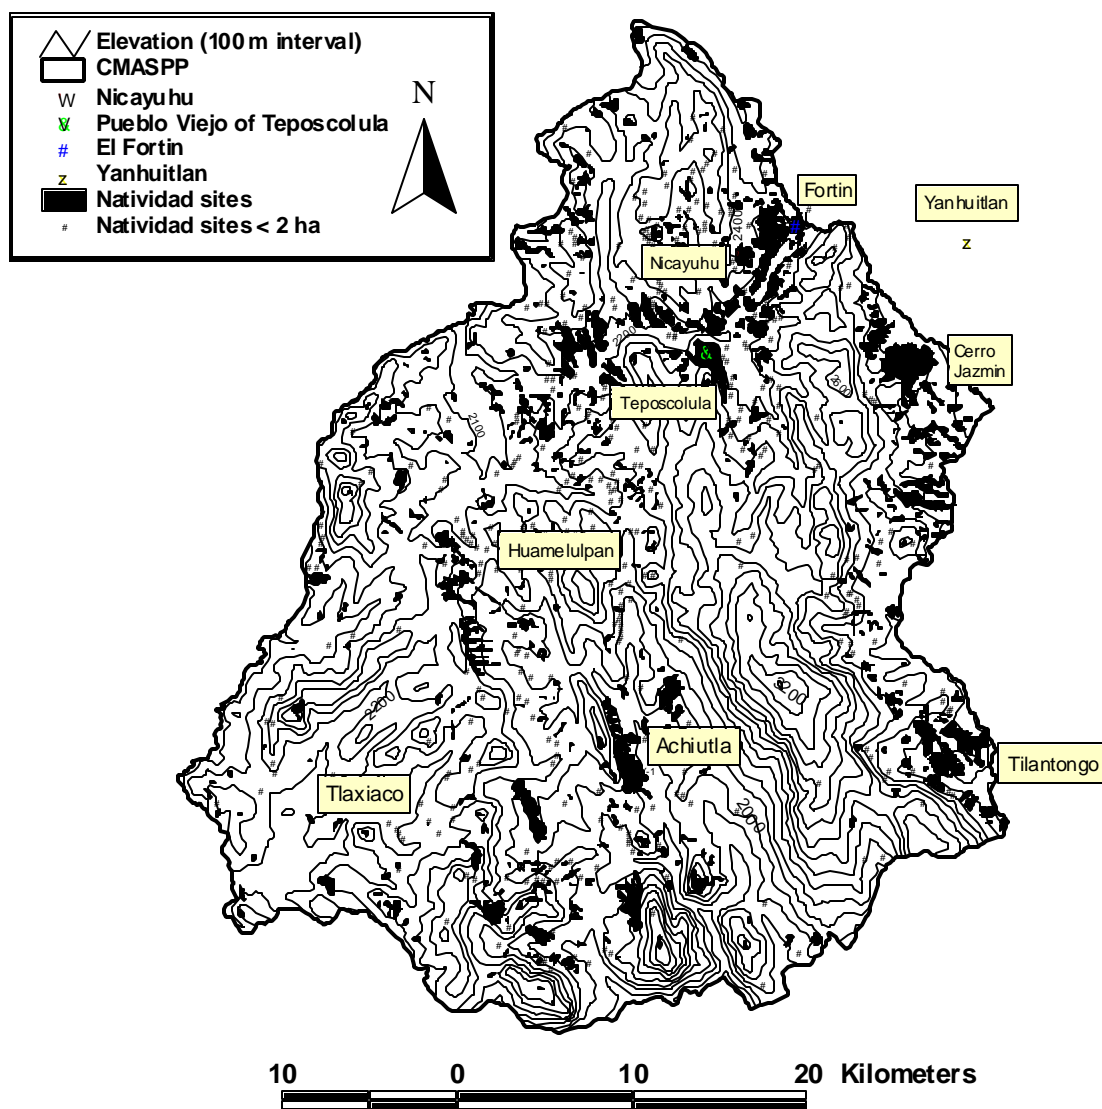 Elevation (100 m interval)
CMASPP
W Nicayuhu
& Pueblo Viejo of Teposcolula
# El Fortin
z Yanhuitlan
Natividad sites
# Natividad sites < 2 ha
N
Fortin
Yanhuitlan
z
#
2400
Nicayuhu
2200
&
Cerro
Jazmin
2600
Teposcolula
2100
Huamelulpan
3200
2200
Achiutla
Tilantongo
Tlaxiaco
2000
10 0 10 20 Kilometers